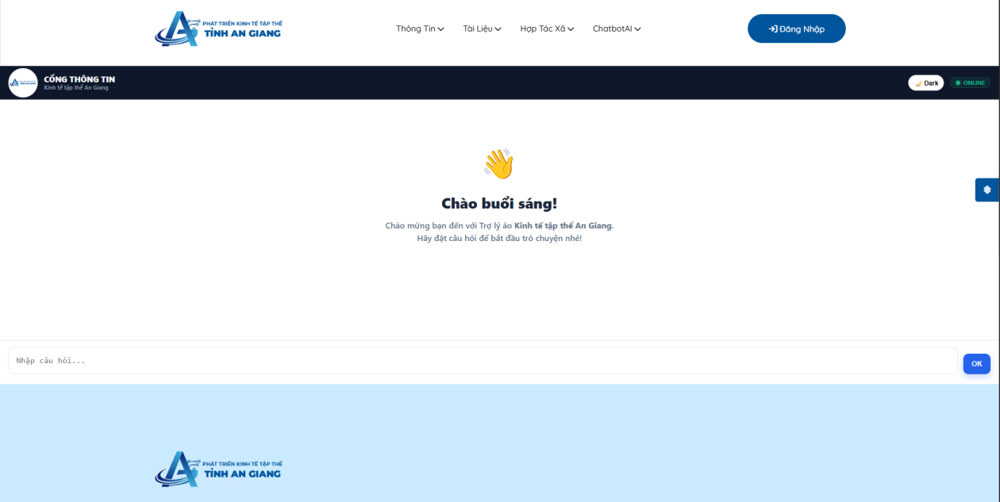 PHÁT TRIỂN KINH TẾ TẬP THỂ
TỈNH AN GIANG
Thông Tin
Tài Liệu
Hợp Tác Xã
ChatbotAI
Đăng Nhập
CỔNG THÔNG TIN
Kinh tế tập thể An Giang
Dark
ONLINE
Chào buổi sáng!
Chào mừng bạn đến với Trợ lý ảo Kinh tế tập thể An Giang.
Hãy đặt câu hỏi để bắt đầu trò chuyện nhé!
Nhập câu hỏi...
OK
PHÁT TRIỂN KINH TẾ TẬP THỂ
TỈNH AN GIANG